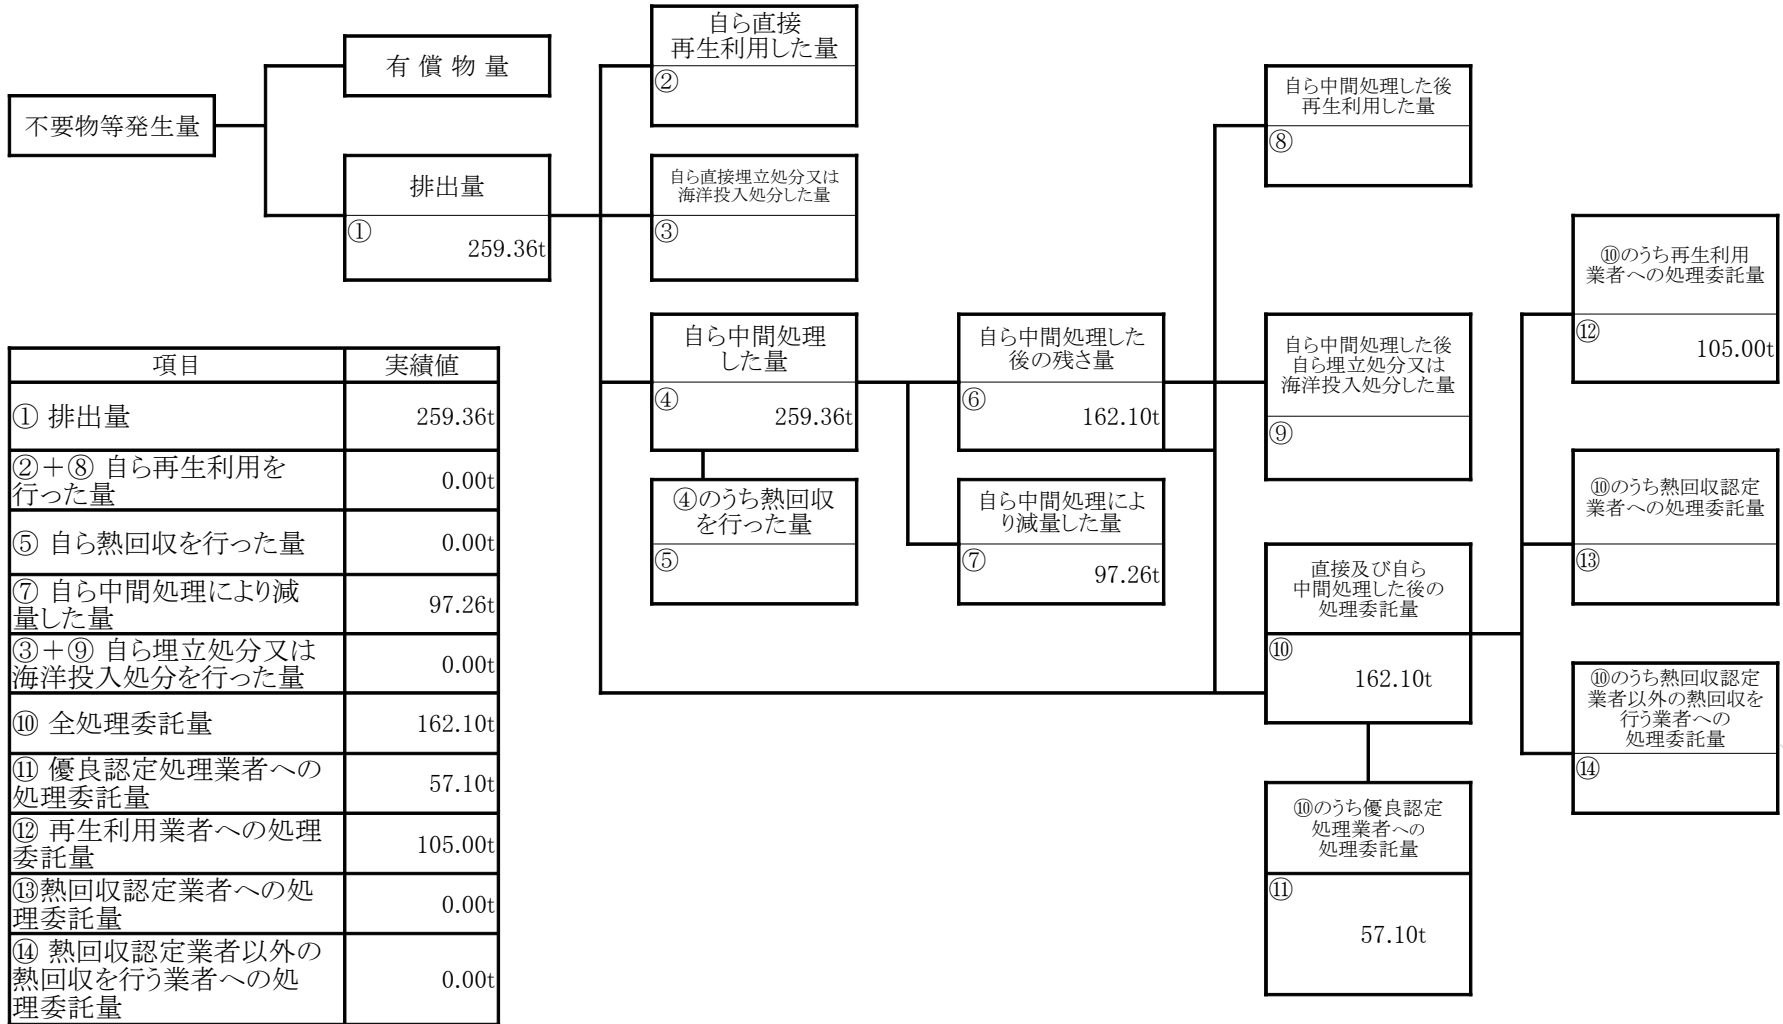 不要物等発生量
有 償 物 量
排出量
①
259.36t
自ら直接
再生利用した量
②
自ら直接埋立処分又は
海洋投入処分した量
③
自ら中間処理
した量
④
259.36t
④のうち熱回収
を行った量
⑤
自ら中間処理した
後の残さ量
⑥
162.10t
自ら中間処理によ
り減量した量
⑦
97.26t
自ら中間処理した後
再生利用した量
⑧
自ら中間処理した後
自ら埋立処分又は
海洋投入処分した量
⑨
直接及び自ら
中間処理した後の
処理委託量
⑩
162.10t
⑩のうち優良認定
処理業者への
処理委託量
⑪
57.10t
⑩のうち再生利用
業者への処理委託量
⑫
105.00t
⑩のうち熱回収認定
業者への処理委託量
⑬
⑩のうち熱回収認定
業者以外の熱回収を
行う業者への
処理委託量
⑭
項目 実績値
① 排出量 259.36t
②＋⑧ 自ら再生利用を
行った量 0.00t
⑤ 自ら熱回収を行った量 0.00t
⑦ 自ら中間処理により減
量した量 97.26t
③＋⑨ 自ら埋立処分又は
海洋投入処分を行った量 0.00t
⑩ 全処理委託量 162.10t
⑪ 優良認定処理業者への
処理委託量 57.10t
⑫ 再生利用業者への処理
委託量 105.00t
⑬熱回収認定業者への処
理委託量 0.00t
⑭ 熱回収認定業者以外の
熱回収を行う業者への処
理委託量 0.00t